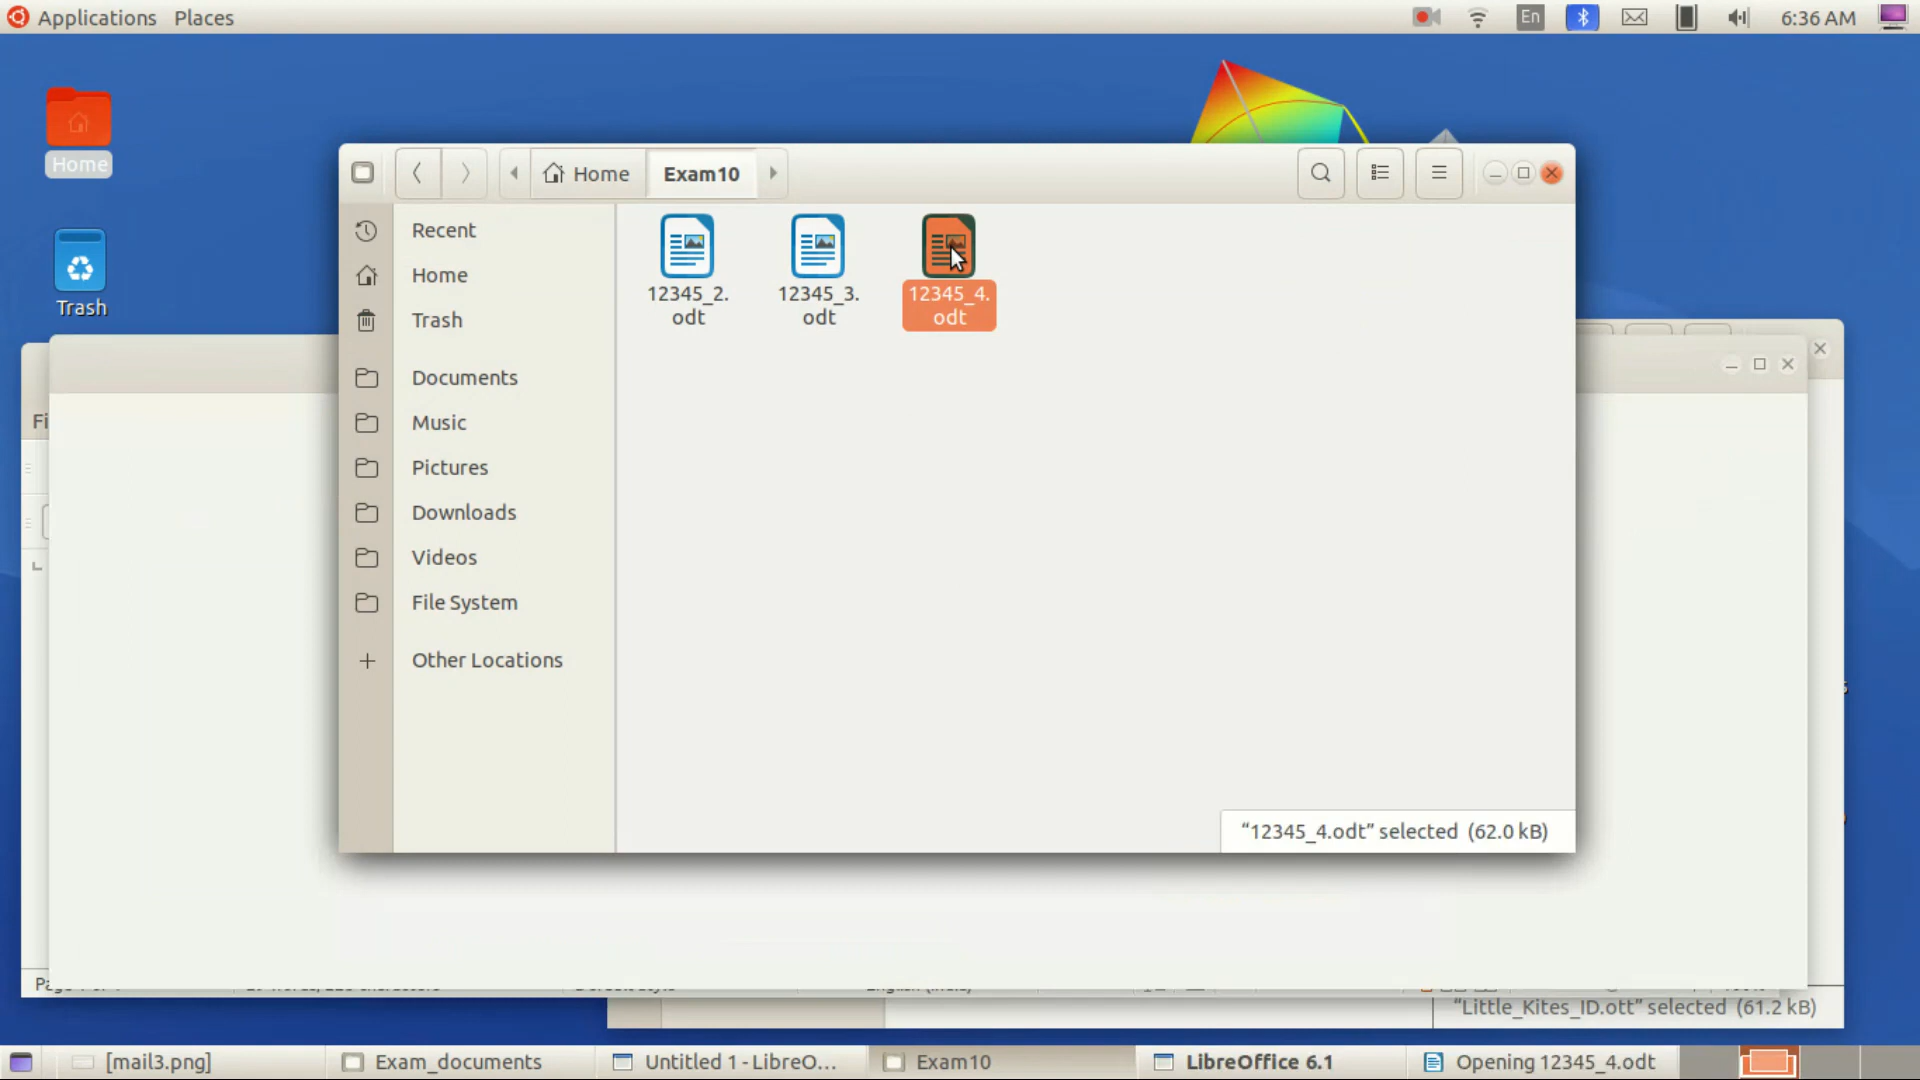 Applications Places
En
6:36 AM
Home
Trash
Home Exam10
Recent
Home
Trash
Documents
Music
Pictures
Downloads
Videos
File System
Other Locations
12345_2.
odt
12345_3.
odt
12345_4.
odt
"12345_4.odt" selected (62.0 kB)
Fi
"Little_Kites_ID.ott" selected (61.2 kB)
[mail3.png] Exam_documents Untitled 1 - LibreO... Exam10 LibreOffice 6.1 Opening 12345_4.odt